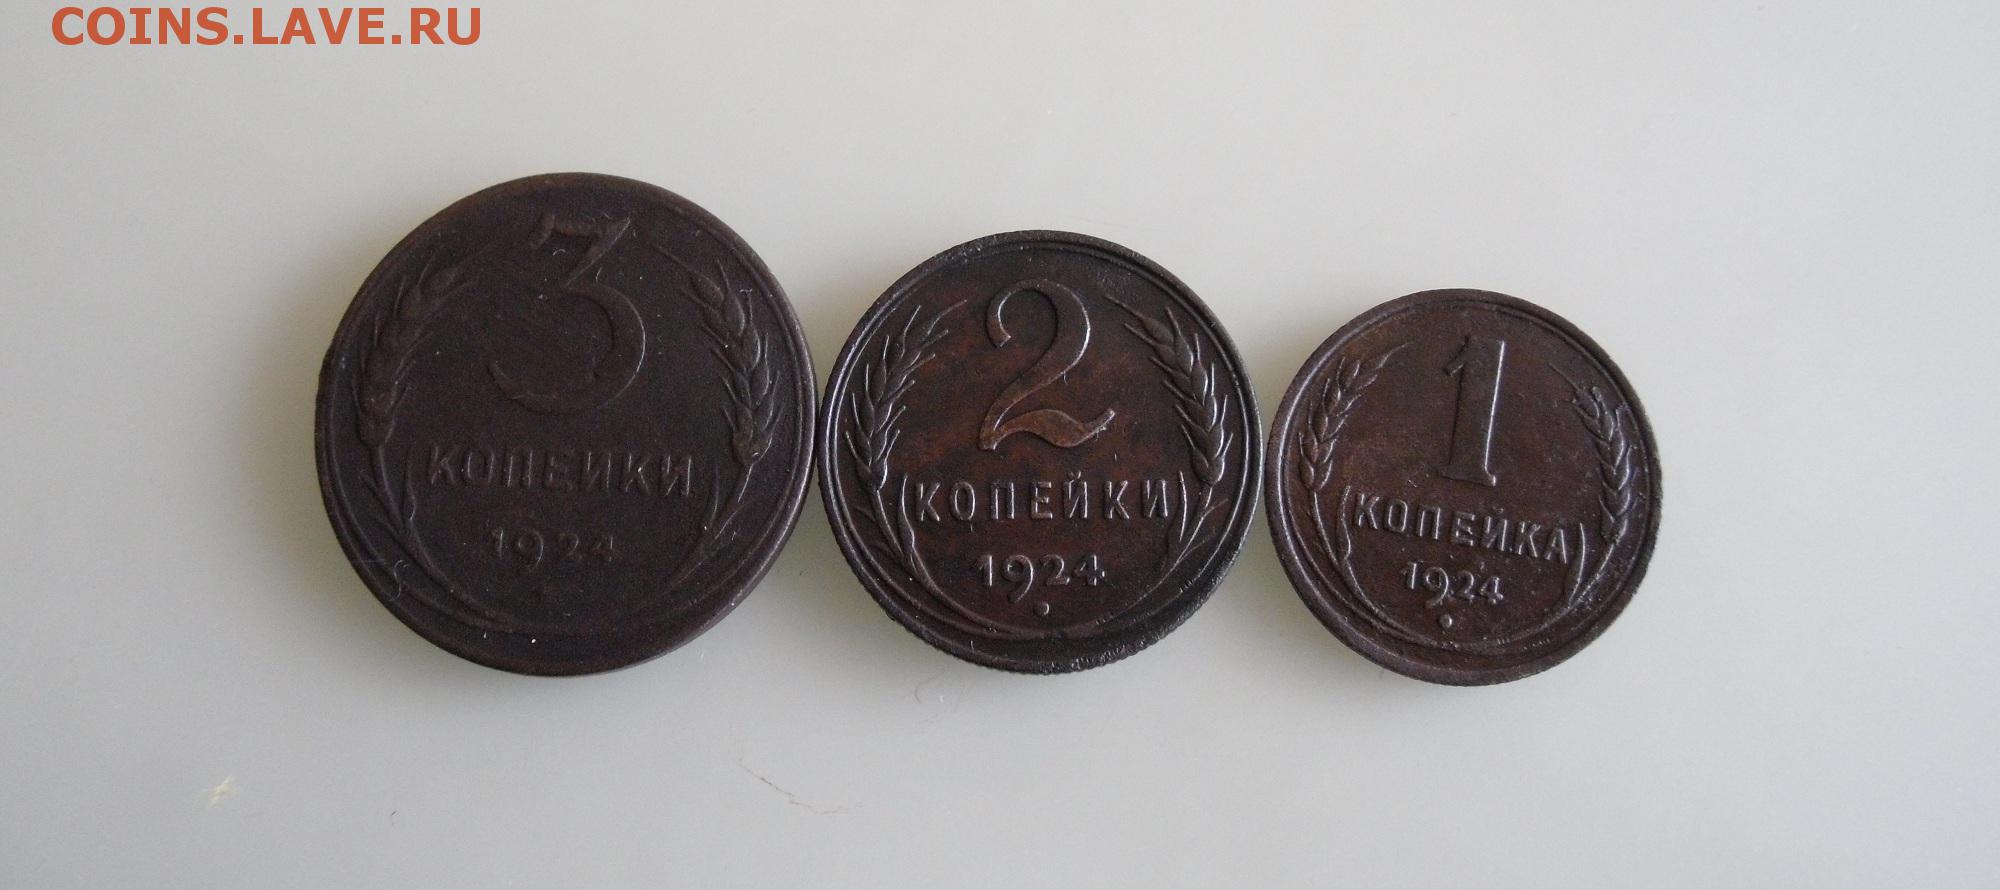 COINS.LAVE.RU
3
КОПЕЙКИ
1924
2
КОПЕЙКИ
1924
1
КОПЕЙКА
1924